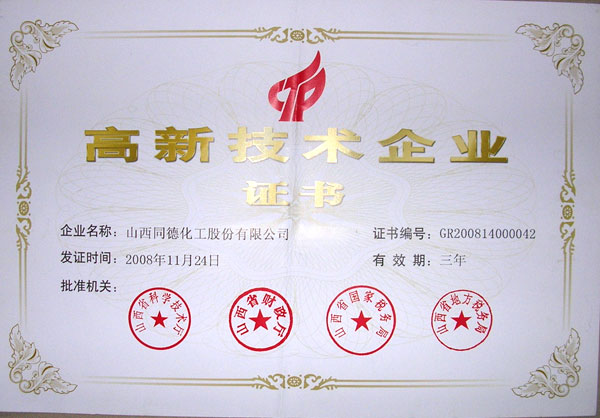 高新技术企业
证书
企业名称：山西同德化工股份有限公司
证书编号：GR200814000042
发证时间：2008年11月24日
有效期：三年
批准机关：
山西省科学技术厅
山西省财政厅
山西省国家税务局
山西省地方税务局